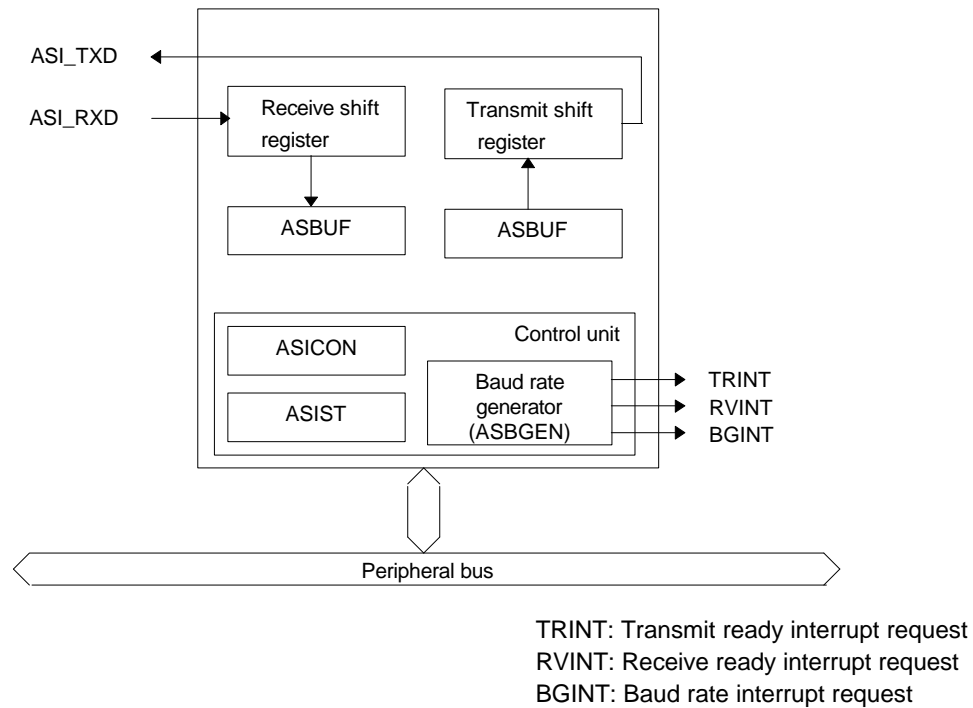 ASI_TXD
ASI_RXD
Receive shift
register
Transmit shift
register
ASBUF
ASBUF
Control unit
ASICON
ASIST
Baud rate
generator
(ASBGEN)
TRINT
RVINT
BGINT
Peripheral bus
TRINT: Transmit ready interrupt request
RVINT: Receive ready interrupt request
BGINT: Baud rate interrupt request